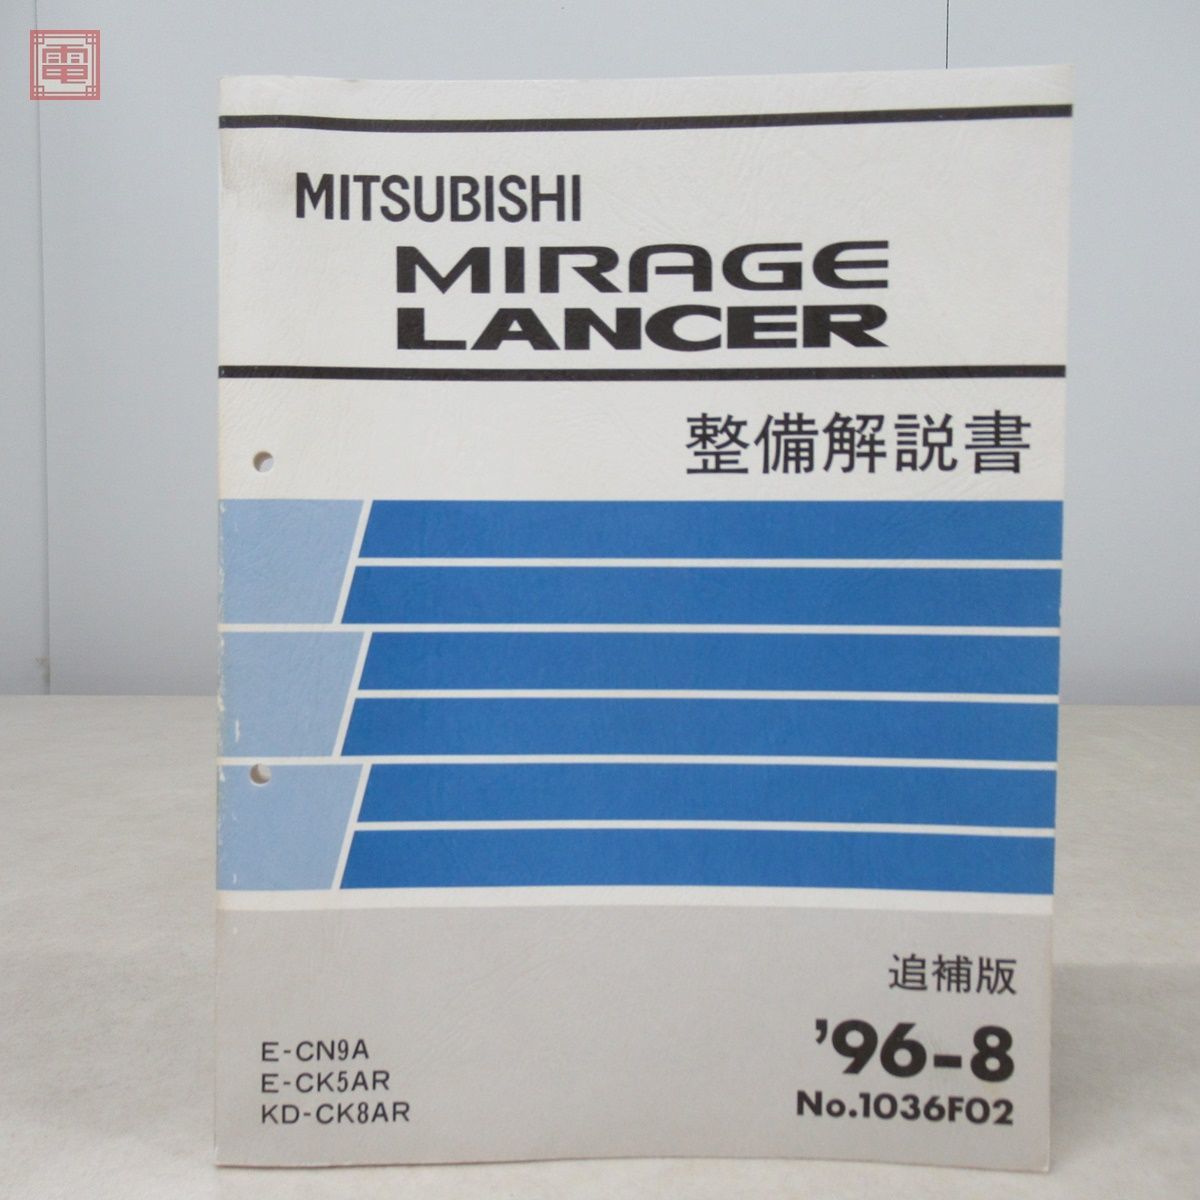 電
MITSUBISHI
MIRAGE
LANCER
整備解説書
追補版
'96-8
No.1036F02
E-CN9A
E-CK5AR
KD-CK8AR